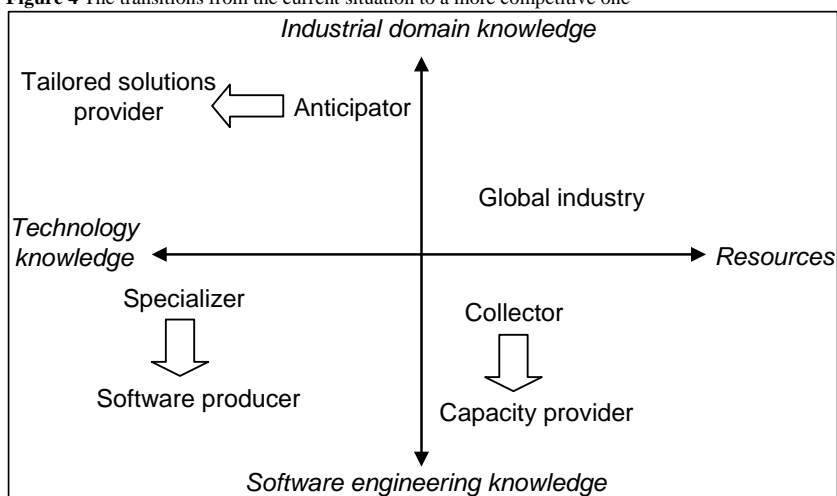 Figure 4 The transitions from the current situation to a more competitive one
Industrial domain knowledge
Tailored solutions
provider
Anticipator
Global industry
Technology
knowledge
Resources
Specializer
Collector
Software producer
Capacity provider
Software engineering knowledge